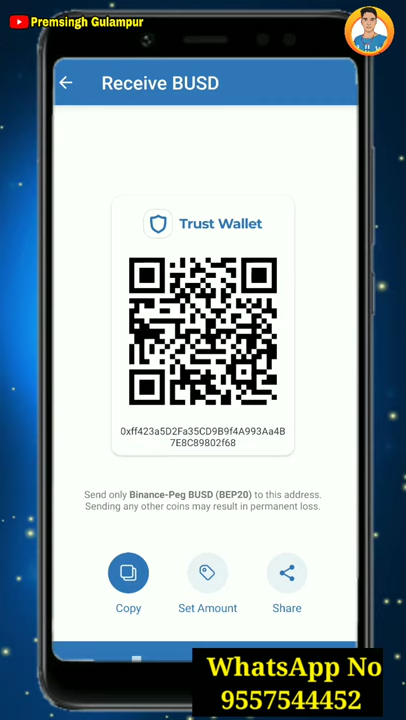 Premsingh Gulampur
Receive BUSD
Trust Wallet
0xff423a5D2Fa35CD9B9f4A993Aa4B
7E8C89802f68
Send only Binance-Peg BUSD (BEP20) to this address.
Sending any other coins may result in permanent loss.
Copy
Set Amount
Share
WhatsApp No
9557544452